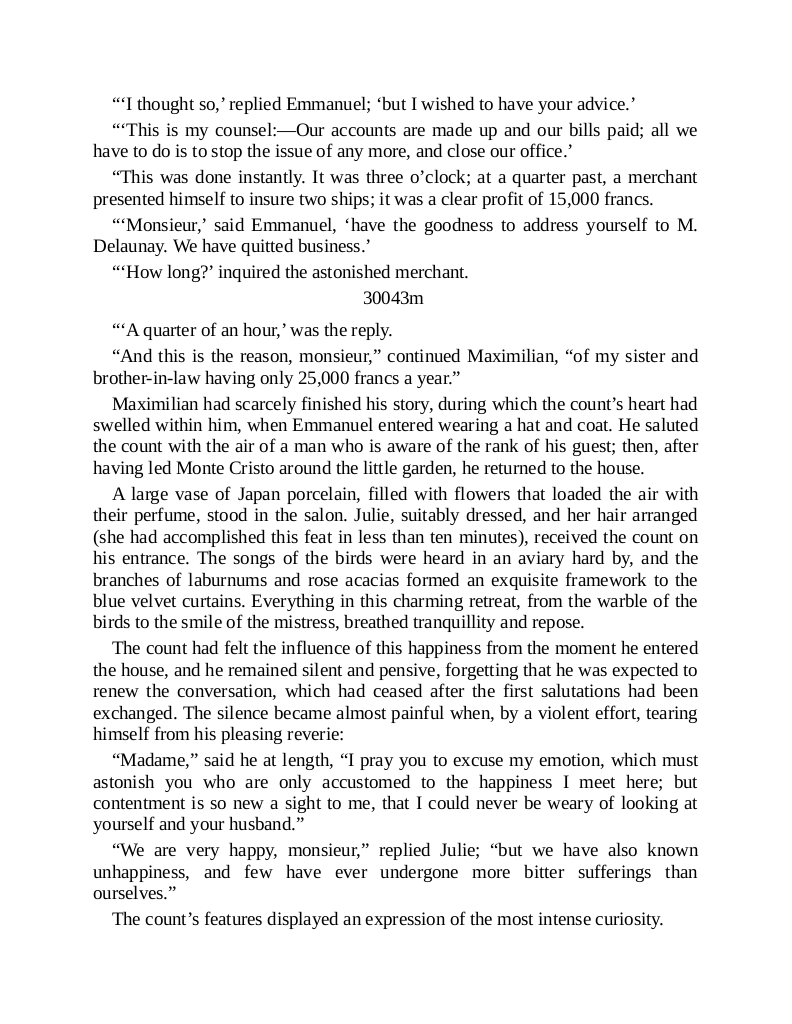 “‘I thought so,’ replied Emmanuel; ‘but I wished to have your advice.’
“‘This is my counsel:—Our accounts are made up and our bills paid; all we
have to do is to stop the issue of any more, and close our office.’
“This was done instantly. It was three o’clock; at a quarter past, a merchant
presented himself to insure two ships; it was a clear profit of 15,000 francs.
“‘Monsieur,’ said Emmanuel, ‘have the goodness to address yourself to M.
Delaunay. We have quitted business.’
“‘How long?’ inquired the astonished merchant.
30043m
“‘A quarter of an hour,’ was the reply.
“And this is the reason, monsieur,” continued Maximilian, “of my sister and
brother-in-law having only 25,000 francs a year.”
Maximilian had scarcely finished his story, during which the count’s heart had
swelled within him, when Emmanuel entered wearing a hat and coat. He saluted
the count with the air of a man who is aware of the rank of his guest; then, after
having led Monte Cristo around the little garden, he returned to the house.
A large vase of Japan porcelain, filled with flowers that loaded the air with
their perfume, stood in the salon. Julie, suitably dressed, and her hair arranged
(she had accomplished this feat in less than ten minutes), received the count on
his entrance. The songs of the birds were heard in an aviary hard by, and the
branches of laburnums and rose acacias formed an exquisite framework to the
blue velvet curtains. Everything in this charming retreat, from the warble of the
birds to the smile of the mistress, breathed tranquillity and repose.
The count had felt the influence of this happiness from the moment he entered
the house, and he remained silent and pensive, forgetting that he was expected to
renew the conversation, which had ceased after the first salutations had been
exchanged. The silence became almost painful when, by a violent effort, tearing
himself from his pleasing reverie:
“Madame,” said he at length, “I pray you to excuse my emotion, which must
astonish you who are only accustomed to the happiness I meet here; but
contentment is so new a sight to me, that I could never be weary of looking at
yourself and your husband.”
“We are very happy, monsieur,” replied Julie; “but we have also known
unhappiness, and few have ever undergone more bitter sufferings than
ourselves.”
The count’s features displayed an expression of the most intense curiosity.